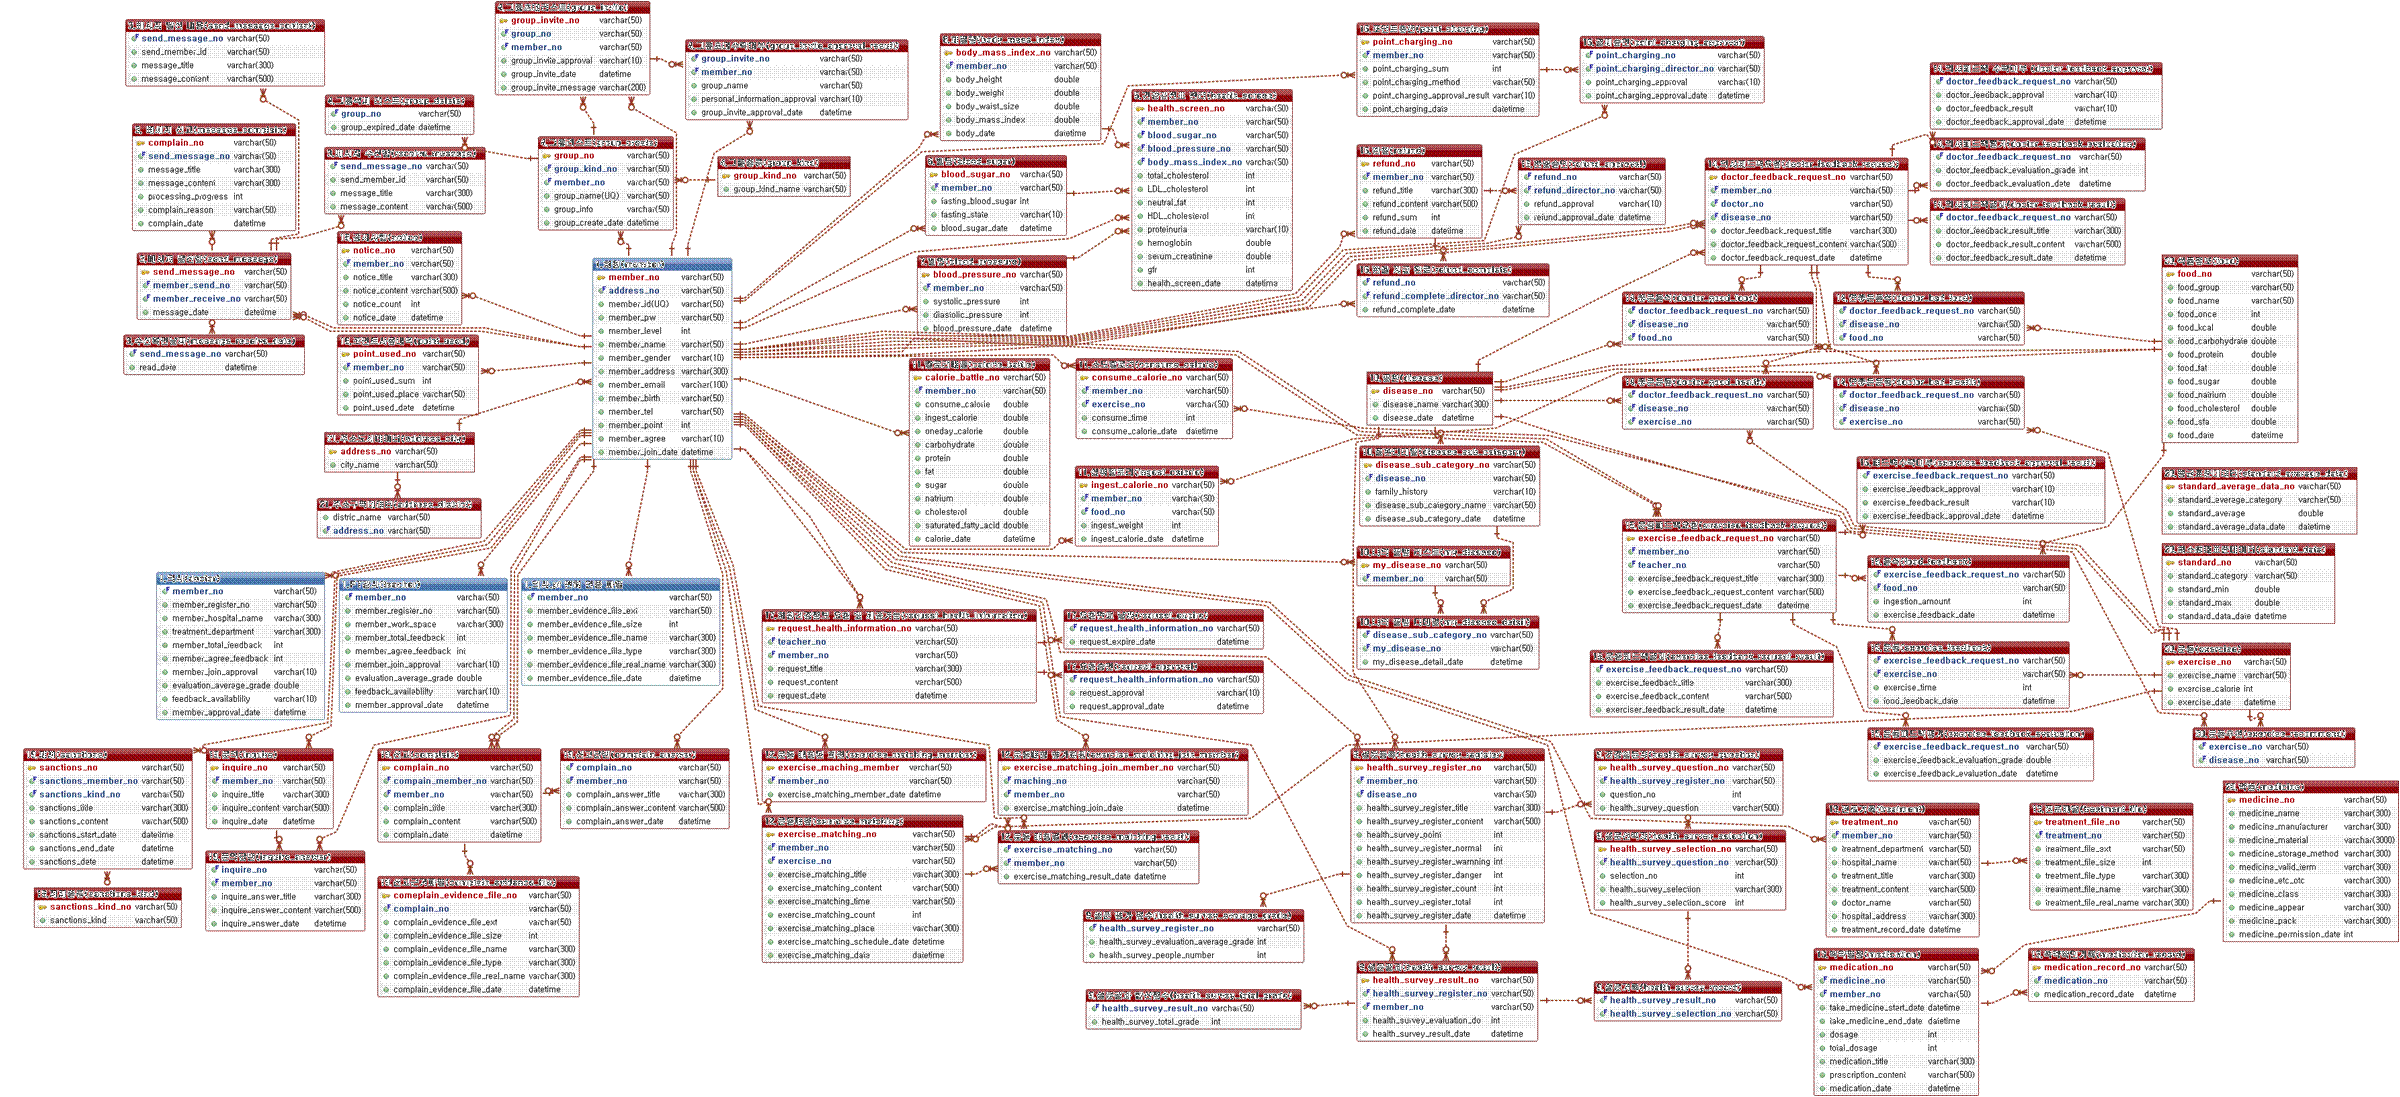 send_message_no varchar(50)
send_member_id varchar(50)
message_title varchar(300)
message_content varchar(500)
complain_no varchar(50)
send_message_no varchar(50)
message_title varchar(300)
message_content varchar(300)
processing_progress int
complain_reason varchar(50)
complain_date datetime
send_message_no varchar(50)
member_send_no varchar(50)
member_receive_no varchar(50)
message_date datetime
send_message_no varchar(50)
read_date datetime
group_no varchar(50)
group_expired_date datetime
send_message_no varchar(50)
send_member_id varchar(50)
message_title varchar(300)
message_content varchar(500)
notice_no varchar(50)
member_no varchar(50)
notice_title varchar(300)
notice_content varchar(500)
notice_count int
notice_date datetime
point_used_no varchar(50)
member_no varchar(50)
point_used_sum int
point_used_place varchar(50)
point_used_date datetime
address_no varchar(50)
city_name varchar(50)
distric_name varchar(50)
address_no varchar(50)
group_invite_no varchar(50)
group_no varchar(50)
member_no varchar(50)
group_invite_approval varchar(10)
group_invite_date datetime
group_invite_message varchar(200)
group_invite_no varchar(50)
member_no varchar(50)
group_name varchar(50)
personal_information_approval varchar(10)
group_invite_approval_date datetime
group_no varchar(50)
group_kind_no varchar(50)
member_no varchar(50)
group_name(UQ) varchar(50)
group_info varchar(50)
group_create_date datetime
group_kind_no varchar(50)
group_kind_name varchar(50)
member_no varchar(50)
address_no varchar(50)
member_id(UQ) varchar(50)
member_pw varchar(50)
member_level int
member_name varchar(50)
member_gender varchar(10)
member_address varchar(300)
member_email varchar(100)
member_birth varchar(50)
member_tel varchar(50)
member_point int
member_agree varchar(10)
member_join_date datetime
body_mass_index_no varchar(50)
member_no varchar(50)
body_height double
body_weight double
body_waist_size double
body_mass_index double
body_date datetime
blood_sugar_no varchar(50)
member_no varchar(50)
fasting_blood_sugar int
fasting_state varchar(10)
blood_sugar_date datetime
blood_pressure_no varchar(50)
member_no varchar(50)
systolic_pressure int
diasiolic_pressure int
blood_pressure_date datetime
health_screen_no varchar(50)
member_no varchar(50)
blood_sugar_no varchar(50)
blood_pressure_no varchar(50)
body_mass_index_no varchar(50)
total_cholesterol int
LDL_cholesterol int
neutral_fat int
HDL_cholesterol int
proteinuria varchar(10)
hemoglobin double
serum_creatinine double
gfr int
health_screen_date datetime
calorie_battle_no varchar(50)
member_no varchar(50)
consume_calorie double
ingest_calorie double
oneday_calorie double
carbohydrate double
protein double
fat double
sugar double
natrium double
cholesterol double
saturated_fatty_acid double
calorie_date datetime
consume_calorie_no varchar(50)
member_no varchar(50)
exercise_no varchar(50)
consume_time int
consume_calorie_date datetime
ingest_calorie_no varchar(50)
member_no varchar(50)
food_no varchar(50)
ingest_weight int
ingest_calorie_date datetime
point_charging_no varchar(50)
member_no varchar(50)
point_charging_sum int
point_charging_method varchar(50)
point_charging_approval_result varchar(10)
point_charging_date datetime
point_charging_no varchar(50)
point_charging_director_no varchar(50)
point_charging_approval varchar(10)
point_charging_approval_date datetime
refund_no varchar(50)
member_no varchar(50)
refund_title varchar(300)
refund_content varchar(500)
refund_sum int
refund_date datetime
refund_no varchar(50)
refund_director_no varchar(50)
refund_approval varchar(10)
refund_approval_date datetime
refund_no varchar(50)
refund_complete_director_no varchar(50)
refund_complete_date datetime
doctor_feedback_request_no varchar(50)
member_no varchar(50)
doctor_no varchar(50)
disease_no varchar(50)
doctor_feedback_request_title varchar(300)
doctor_feedback_request_content varchar(500)
doctor_feedback_request_date datetime
doctor_feedback_request_no varchar(50)
doctor_feedback_approval varchar(10)
doctor_feedback_result varchar(10)
doctor_feedback_approval_date datetime
doctor_feedback_request_no varchar(50)
doctor_feedback_evaluation_grade int
doctor_feedback_evaluation_date datetime
doctor_feedback_request_no varchar(50)
doctor_feedback_result_title varchar(300)
doctor_feedback_result_content varchar(500)
doctor_feedback_result_date datetime
doctor_feedback_request_no varchar(50)
disease_no varchar(50)
food_no varchar(50)
doctor_feedback_request_no varchar(50)
disease_no varchar(50)
food_no varchar(50)
doctor_feedback_request_no varchar(50)
disease_no varchar(50)
exercise_no varchar(50)
doctor_feedback_request_no varchar(50)
disease_no varchar(50)
exercise_no varchar(50)
food_no varchar(50)
food_group varchar(50)
food_name varchar(50)
food_once int
food_kcal double
food_carbohydrate double
food_protein double
food_fat double
food_sugar double
food_natrium double
food_cholesterol double
food_sfa double
food_date datetime
disease_no varchar(50)
disease_name varchar(300)
disease_date datetime
disease_sub_category_no varchar(50)
disease_no varchar(50)
family_history varchar(10)
disease_sub_category_name varchar(50)
disease_sub_category_date datetime
my_disease_no varchar(50)
member_no varchar(50)
disease_sub_category_no varchar(50)
my_disease_no varchar(50)
my_disease_detail_date datetime
exercise_feedback_request_no varchar(50)
exercise_feedback_approval varchar(10)
exercise_feedback_result varchar(10)
exercise_feedback_approval_date datetime
exercise_feedback_request_no varchar(50)
member_no varchar(50)
teacher_no varchar(50)
exercise_feedback_request_title varchar(300)
exercise_feedback_request_content varchar(500)
exercise_feedback_request_date datetime
exercise_feedback_request_no varchar(50)
food_no varchar(50)
ingestion_amount int
exercise_feedback_date datetime
exercise_feedback_request_no varchar(50)
exercise_feedback_title varchar(300)
exercise_feedback_content varchar(500)
exerciser_feedback_result_date datetime
exercise_feedback_request_no varchar(50)
exercise_no varchar(50)
exercise_time int
food_feedback_date datetime
exercise_feedback_request_no varchar(50)
exercise_feedback_evaluation_grade double
exercise_feedback_evaluation_date datetime
standard_average_data_no varchar(50)
standard_average_category varchar(50)
standard_average double
standard_average_data_date datetime
standard_no varchar(50)
standard_category varchar(50)
standard_min double
standard_max double
standard_data_date datetime
exercise_no varchar(50)
exercise_name varchar(50)
exercise_calorie int
exercise_date datetime
exercise_no varchar(50)
disease_no varchar(50)
member_no varchar(50)
member_register_no varchar(50)
member_hospital_name varchar(300)
treatment_department varchar(300)
member_total_feedback int
member_agree_feedback int
member_join_approval varchar(10)
evaluation_average_grade double
feedback_availability varchar(10)
member_approval_date datetime
member_no varchar(50)
member_register_no varchar(50)
member_work_space varchar(300)
member_total_feedback int
member_agree_feedback int
member_join_approval varchar(10)
evaluation_average_grade double
feedback_availability varchar(10)
member_approval_date datetime
member_no varchar(50)
member_evidence_file_ext varchar(50)
member_evidence_file_size int
member_evidence_file_name varchar(300)
member_evidence_file_type varchar(300)
member_evidence_file_real_name varchar(300)
member_evidence_file_date datetime
request_health_information_no varchar(50)
teacher_no varchar(50)
member_no varchar(50)
request_title varchar(300)
request_content varchar(500)
request_date datetime
request_health_information_no varchar(50)
request_expire_date datetime
request_health_information_no varchar(50)
request_approval varchar(10)
request_approval_date datetime
sanctions_no varchar(50)
sanctions_member_no varchar(50)
sanctions_kind_no varchar(50)
sanctions_title varchar(300)
sanctions_content varchar(500)
sanctions_start_date datetime
sanctions_end_date datetime
sanctions_date datetime
sanctions_kind_no varchar(50)
sanctions_kind varchar(50)
inquire_no varchar(50)
member_no varchar(50)
inquire_title varchar(300)
inquire_content varchar(500)
inquire_date datetime
inquire_no varchar(50)
member_no varchar(50)
inquire_answer_title varchar(300)
inquire_answer_content varchar(500)
inquire_answer_date datetime
complain_no varchar(50)
compain_member_no varchar(50)
member_no varchar(50)
complain_title varchar(300)
complain_content varchar(500)
complain_date datetime
complain_evidence_file_no varchar(50)
complain_no varchar(50)
complain_evidence_file_ext varchar(50)
complain_evidence_file_size int
complain_evidence_file_name varchar(300)
complain_evidence_file_type varchar(300)
complain_evidence_file_real_name varchar(300)
complain_evidence_file_date datetime
complain_no varchar(50)
member_no varchar(50)
complain_answer_title varchar(300)
complain_answer_content varchar(500)
complain_answer_date datetime
exercise_maching_member varchar(50)
member_no varchar(50)
exercise_matching_member_date datetime
exercise_matching_no varchar(50)
member_no varchar(50)
exercise_no varchar(50)
exercise_matching_title varchar(300)
exercise_matching_content varchar(500)
exercise_matching_time varchar(50)
exercise_matching_count int
exercise_matching_place varchar(300)
exercise_matching_schedule_date datetime
exercise_matching_date datetime
exercise_matching_join_member_no varchar(50)
maching_no varchar(50)
member_no varchar(50)
exercise_matching_join_date datetime
exercise_matching_no varchar(50)
member_no varchar(50)
exercise_matching_result_date datetime
health_survey_register_no varchar(50)
member_no varchar(50)
disease_no varchar(50)
health_survey_register_title varchar(300)
health_survey_register_content varchar(500)
health_survey_point int
health_survey_register_normal int
health_survey_register_warnning int
health_survey_register_danger int
health_survey_register_count int
health_survey_register_total int
health_survey_register_date datetime
health_survey_register_no varchar(50)
health_survey_evaluation_average_grade int
health_survey_people_number int
health_survey_result_no varchar(50)
health_survey_total_grade int
health_survey_result_no varchar(50)
health_survey_register_no varchar(50)
member_no varchar(50)
health_survey_evaluation_do int
health_survey_result_date datetime
health_survey_question_no varchar(50)
health_survey_register_no varchar(50)
question_no int
health_survey_question varchar(500)
health_survey_selection_no varchar(50)
health_survey_question_no varchar(50)
selection_no int
health_survey_selection varchar(300)
health_survey_selection_score int
health_survey_result_no varchar(50)
health_survey_selection_no varchar(50)
treatment_no varchar(50)
member_no varchar(50)
treatment_department varchar(50)
hospital_name varchar(50)
treatment_title varchar(300)
treatment_content varchar(500)
doctor_name varchar(50)
hospital_address varchar(300)
treatment_record_date datetime
treatment_file_no varchar(50)
treatment_no varchar(50)
treatment_file_ext varchar(50)
treatment_file_size int
treatment_file_type varchar(300)
treatment_file_name varchar(300)
treatment_file_real_name varchar(300)
medicine_no varchar(50)
medicine_name varchar(300)
medicine_manufacturer varchar(300)
medicine_material varchar(3000)
medicine_storage_method varchar(300)
medicine_valid_term varchar(300)
medicine_etc_otc varchar(300)
medicine_class varchar(300)
medicine_appear varchar(300)
medicine_pack varchar(300)
medicine_permission_date int
medication_no varchar(50)
medicine_no varchar(50)
member_no varchar(50)
take_medicine_start_date datetime
take_medicine_end_date datetime
dosage int
total_dosage int
medication_title varchar(300)
prescription_content varchar(500)
medication_date datetime
medication_record_no varchar(50)
medication_no varchar(50)
medication_record_date datetime